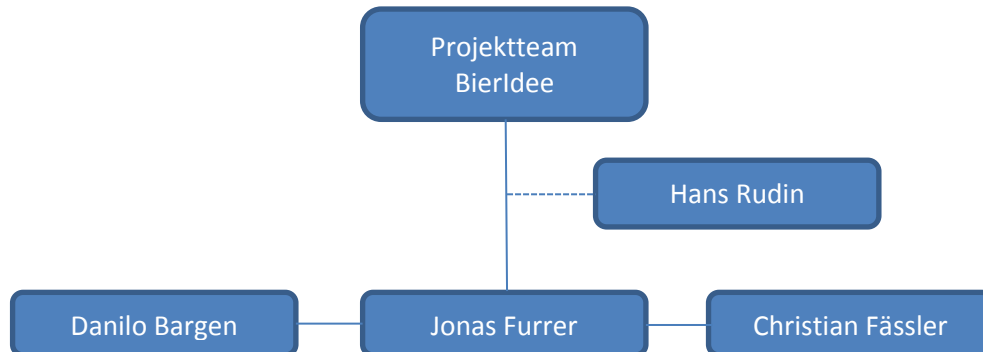 Projektteam
BierIdee
Hans Rudin
Danilo Bargen
Jonas Furrer
Christian Fässler